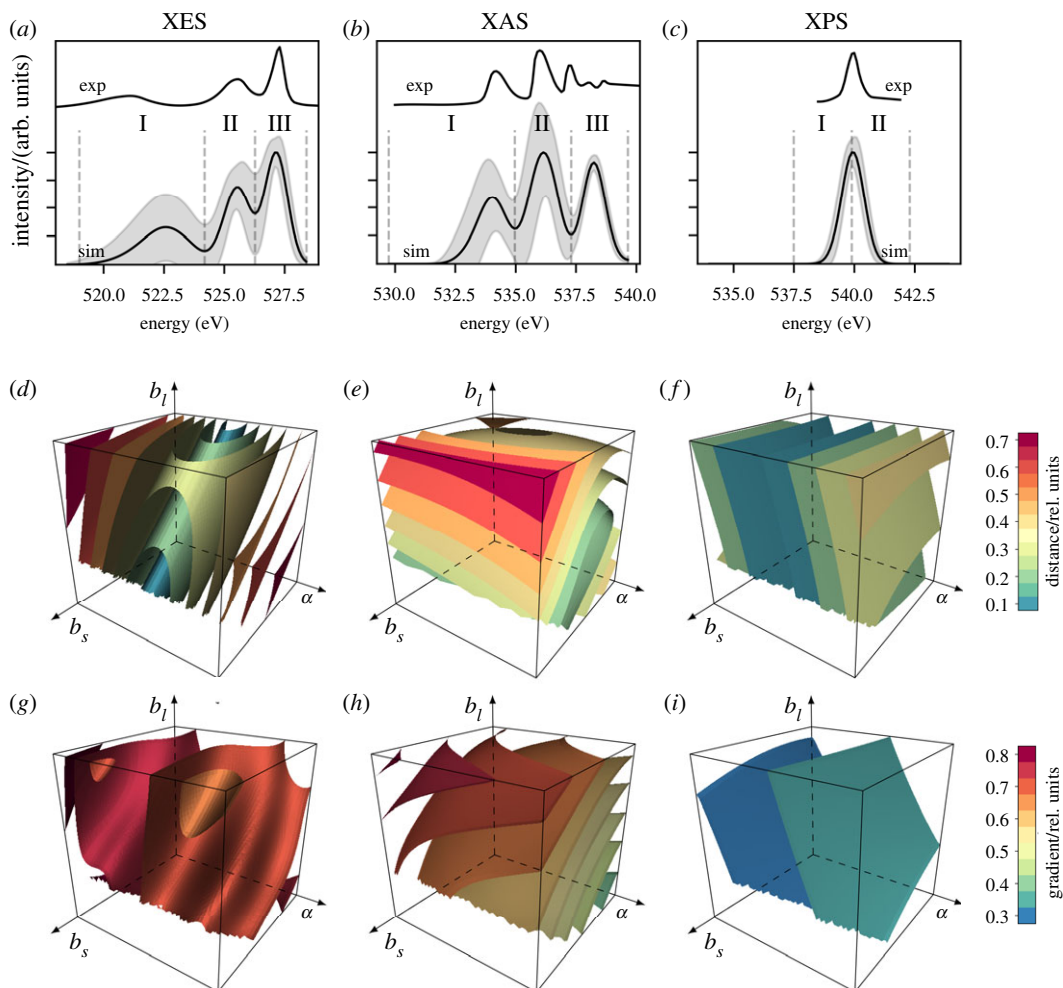 XES XAS XPS
(a) (b) (c)
intensity/(arb. units)
exp exp exp
I II III I II III I II
sim sim sim
520.0 522.5 525.0 527.5 530.0 532.5 535.0 537.5 540.0 535.0 537.5 540.0 542.5
energy (eV) energy (eV) energy (eV)
(d) b_l (e) b_l (f) b_l
b_s α b_s α b_s α
0.7
0.6
0.5
0.4
0.3
0.2
0.1
distance/rel. units
(g) b_l (h) b_l (i) b_l
b_s α b_s α b_s α
0.8
0.7
0.6
0.5
0.4
0.3
gradient/rel. units